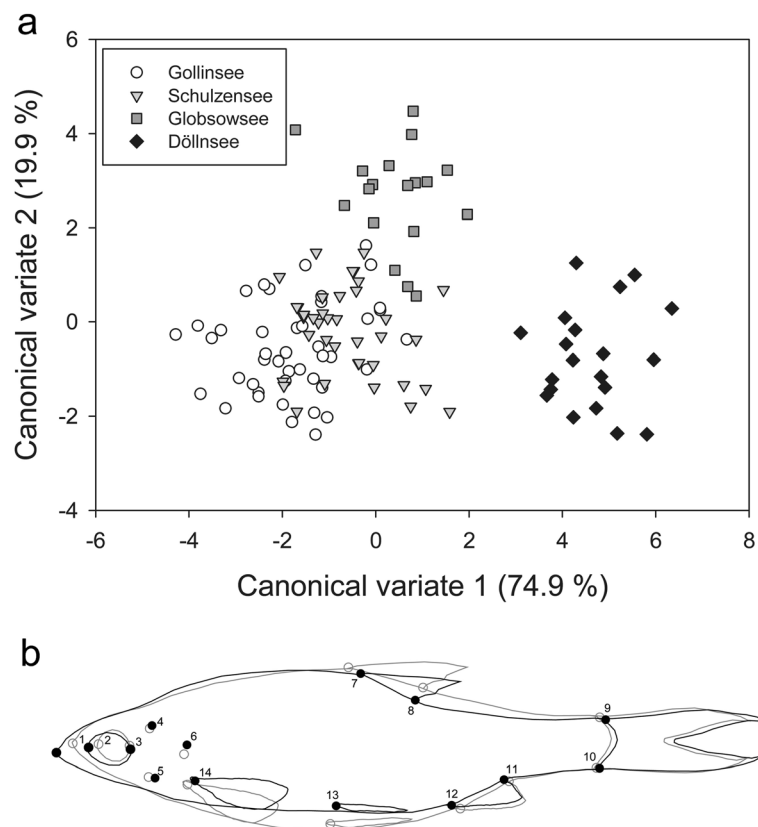 a
6
4
2
0
-2
-4
-6 -4 -2 0 2 4 6 8
Canonical variate 2 (19.9 %)
Gollinsee
Schulzensee
Globsowsee
Döllnsee
Canonical variate 1 (74.9 %)
b
1
2
3
4
5
6
7
8
9
10
11
12
13
14